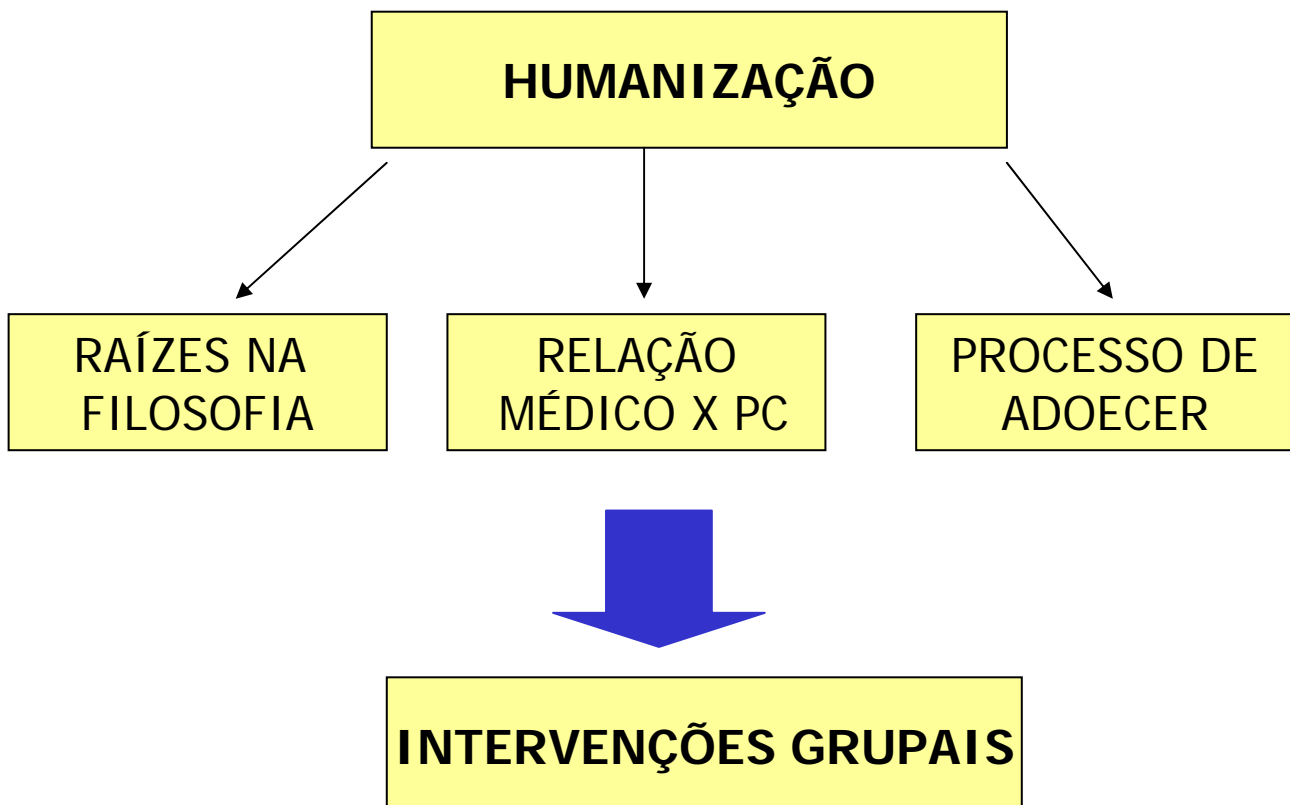 HUMANIZAÇÃO
RAÍZES NA
FILOSOFIA
RELAÇÃO
MÉDICO X PC
PROCESSO DE
ADOECER
INTERVENÇÕES GRUPAIS